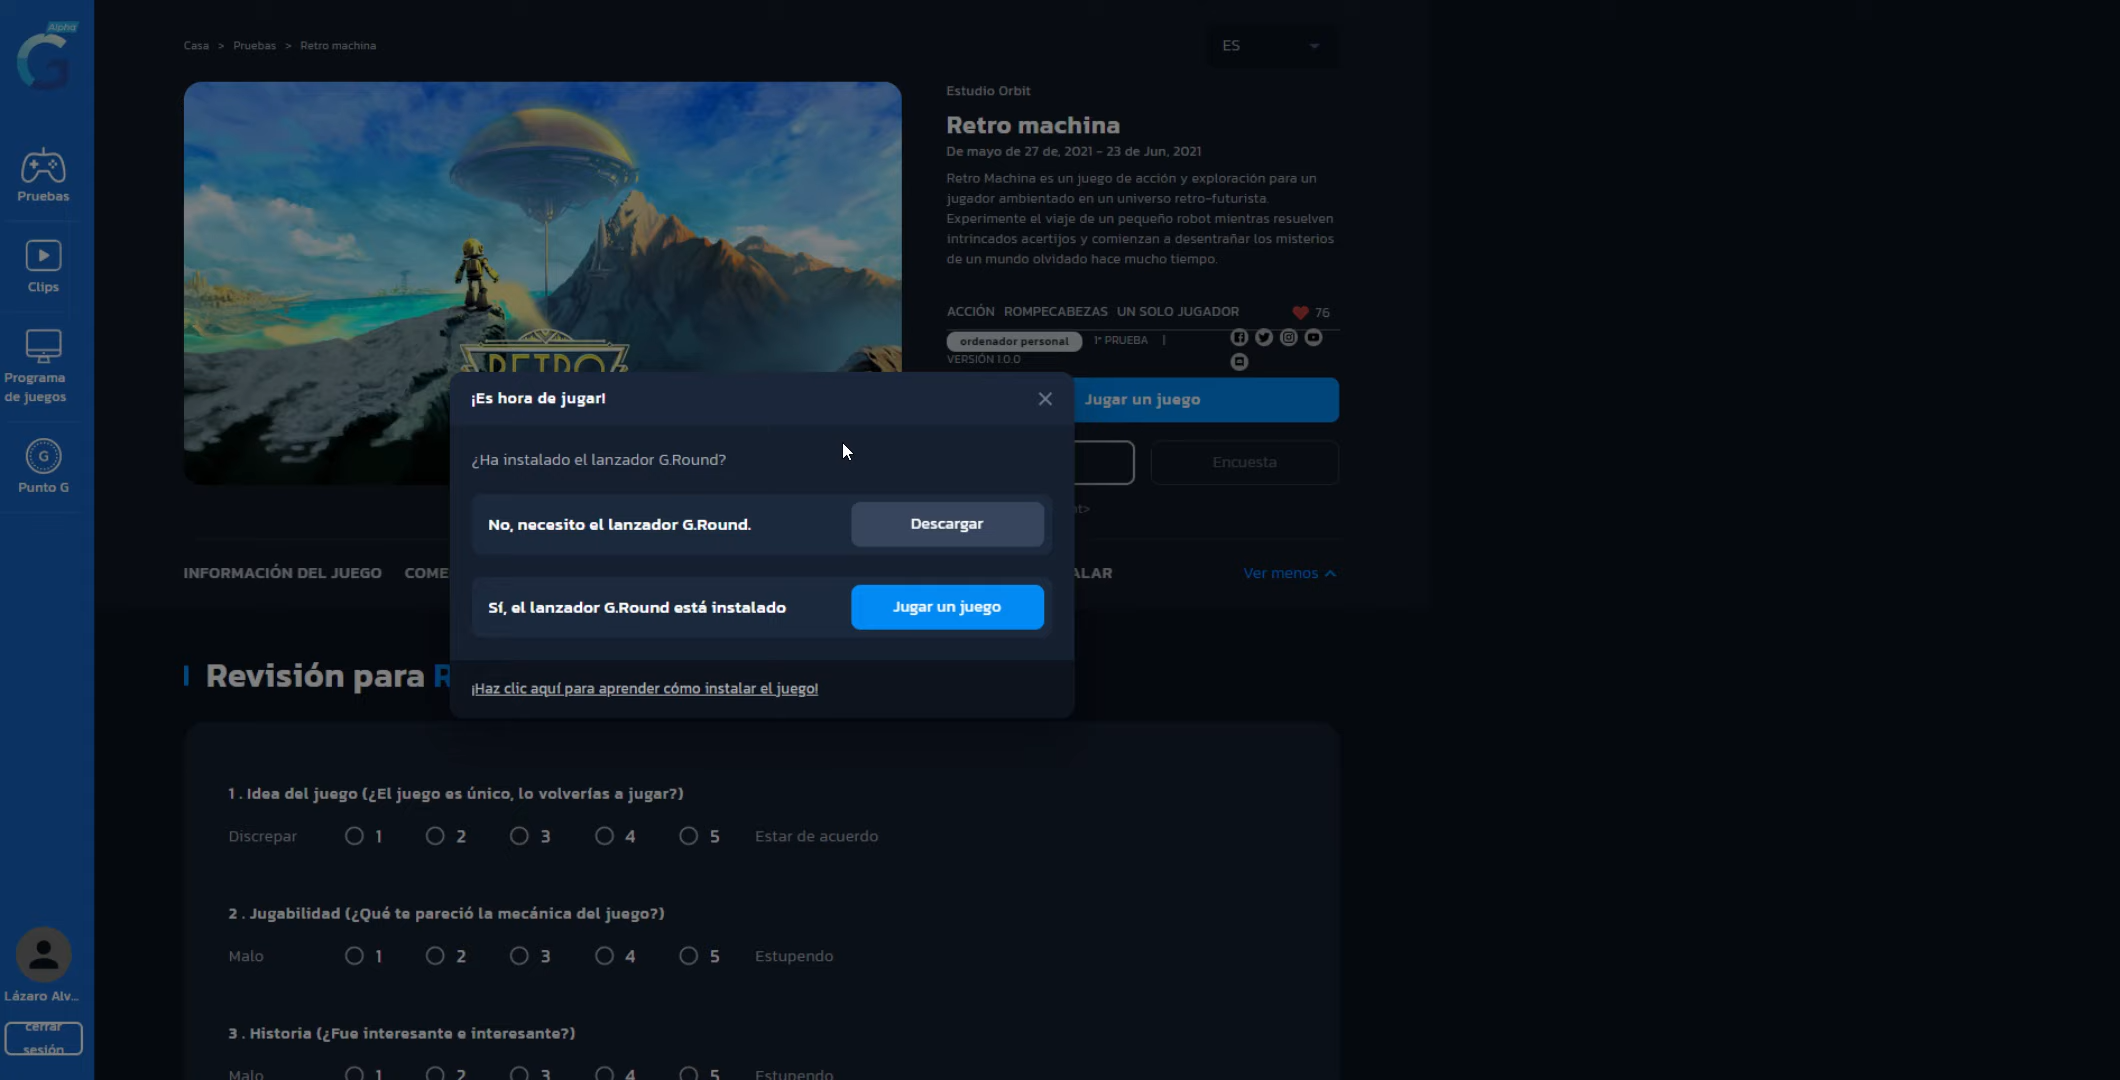 Alpha
G
Pruebas
Clips
Programa
de juegos
G
Punto G
Lázaro Alv...
cerrar
sesión
Casa > Pruebas > Retro machina
ES
RETRO
Estudio Orbit
Retro machina
De mayo de 27 de, 2021 - 23 de Jun, 2021
Retro Machina es un juego de acción y exploración para un
jugador ambientado en un universo retro-futurista.
Experimente el viaje de un pequeño robot mientras resuelven
intrincados acertijos y comienzan a desentrañar los misterios
de un mundo olvidado hace mucho tiempo.
ACCIÓN ROMPECABEZAS UN SOLO JUGADOR 76
ordenador personal 1ª PRUEBA |
VERSIÓN 1.0.0
Jugar un juego
Encuesta
¡Es hora de jugar!
¿Ha instalado el lanzador G.Round?
No, necesito el lanzador G.Round. Descargar
Sí, el lanzador G.Round está instalado Jugar un juego
¡Haz clic aquí para aprender cómo instalar el juego!
INFORMACIÓN DEL JUEGO COME ALAR Ver menos
Revisión para R
1 . Idea del juego (¿El juego es único, lo volverías a jugar?)
Discrepar 1 2 3 4 5 Estar de acuerdo
2 . Jugabilidad (¿Qué te pareció la mecánica del juego?)
Malo 1 2 3 4 5 Estupendo
3 . Historia (¿Fue interesante e interesante?)
Malo 1 2 3 4 5 Estupendo